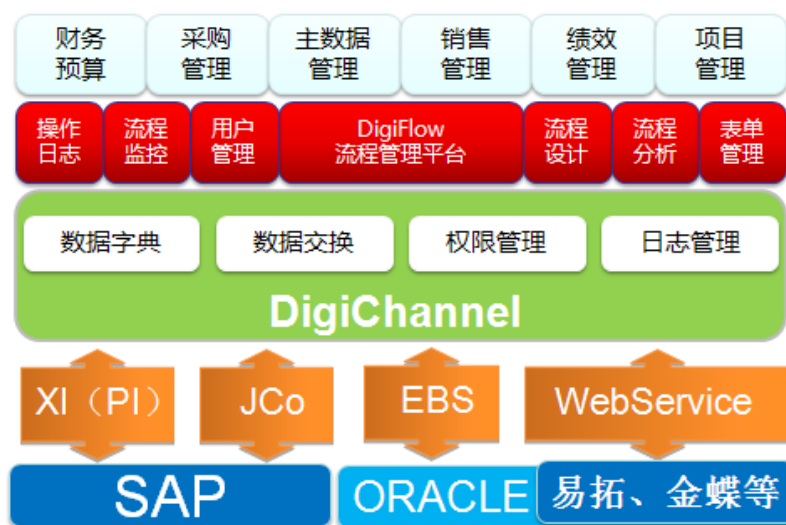 财务 采购 主数据 销售 绩效 项目
预算 管理 管理 管理 管理 管理
操作 流程 用户 DigiFlow 流程 流程 表单
日志 监控 管理 流程管理平台 设计 分析 管理
数据字典 数据交换 权限管理 日志管理
DigiChannel
XI（PI） JCo EBS WebService
SAP ORACLE 易拓、金蝶等